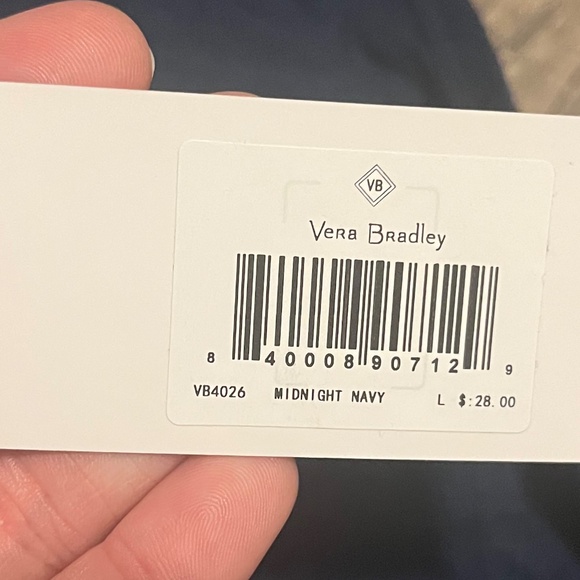 VB
Vera Bradley
8 40008 90712 9
VB4026 MIDNIGHT NAVY L $:28.00